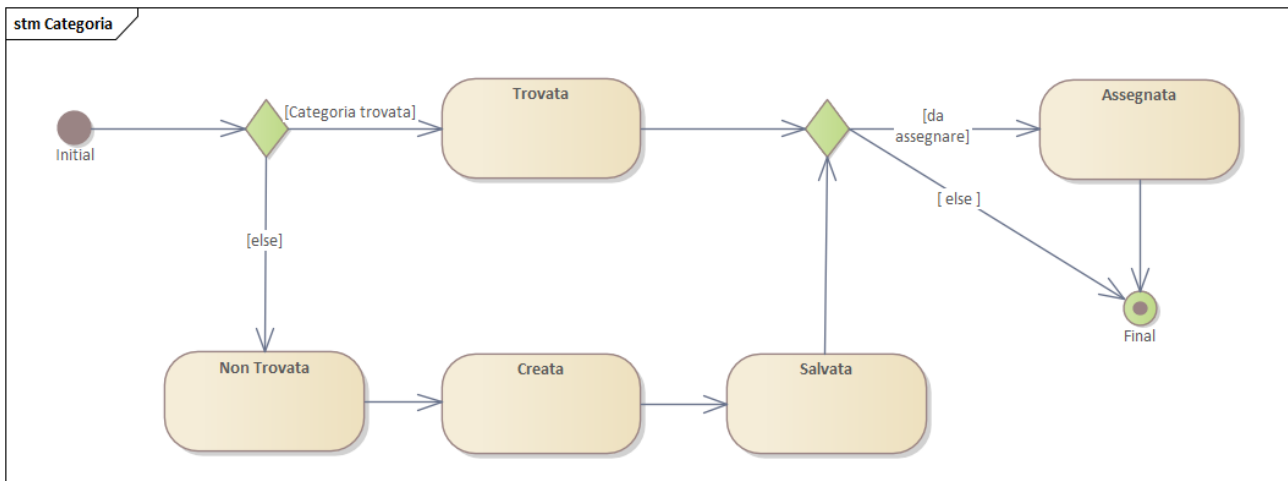 stm Categoria
Initial
[Categoria trovata]
Trovata
[da
assegnare]
Assegnata
[ else ]
[else]
Final
Non Trovata
Creata
Salvata